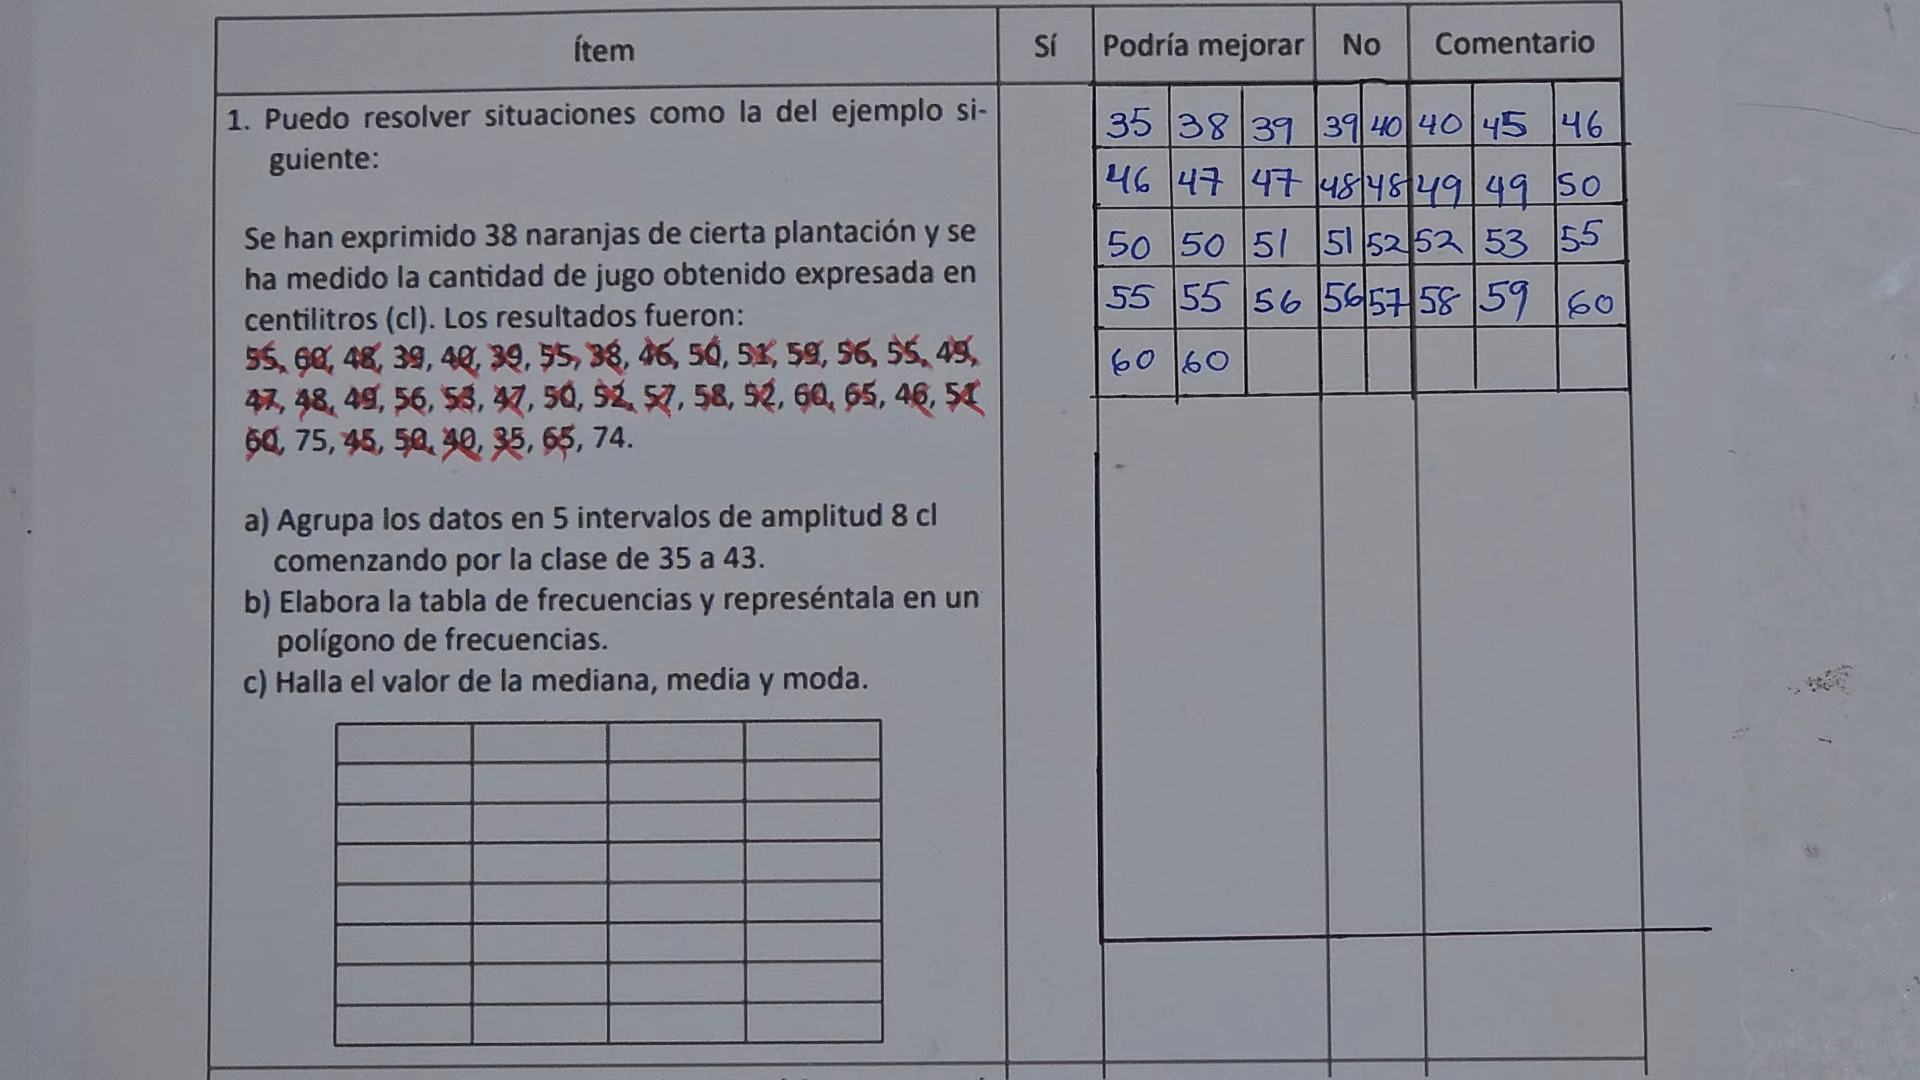 Ítem Sí Podría mejorar No Comentario
1. Puedo resolver situaciones como la del ejemplo si-
guiente:
Se han exprimido 38 naranjas de cierta plantación y se
ha medido la cantidad de jugo obtenido expresada en
centilitros (cl). Los resultados fueron:
55, 60, 48, 39, 40, 39, 55, 38, 46, 50, 51, 59, 56, 55, 49,
47, 48, 49, 56, 53, 47, 50, 52, 57, 58, 52, 60, 65, 46, 51
60, 75, 45, 50, 40, 35, 65, 74.
a) Agrupa los datos en 5 intervalos de amplitud 8 cl
comenzando por la clase de 35 a 43.
b) Elabora la tabla de frecuencias y represéntala en un
polígono de frecuencias.
c) Halla el valor de la mediana, media y moda.
35 38 39 39 40 40 45 46
46 47 47 48 48 49 49 50
50 50 51 51 52 52 53 55
55 55 56 56 57 58 59 60
60 60